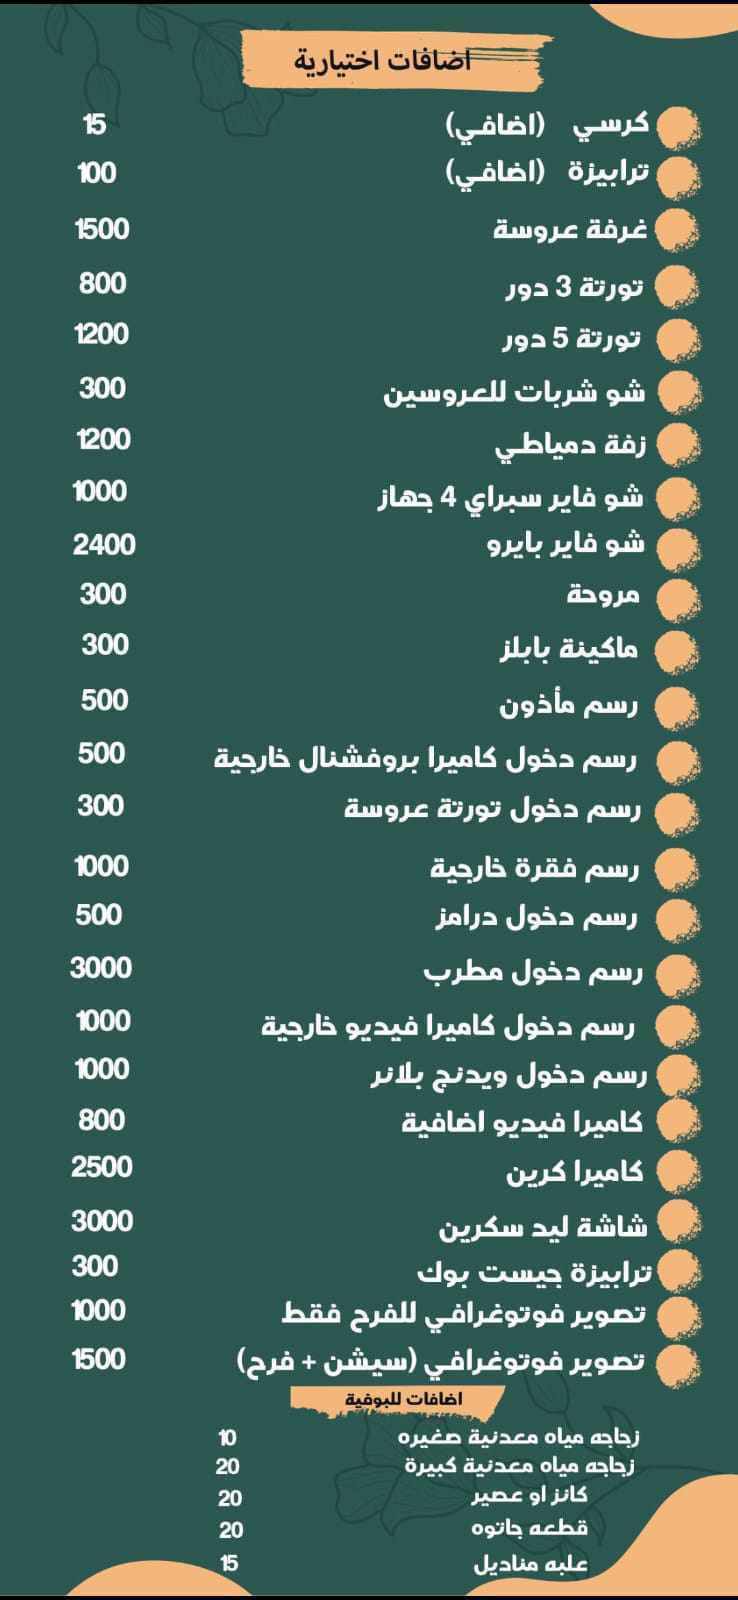 اضافات اختيارية
كرسي (اضافي) 15
ترابيزة (اضافي) 100
غرفة عروسة 1500
تورتة 3 دور 800
تورتة 5 دور 1200
شو شربات للعروسين 300
زفة دمياطي 1200
شو فاير سبراي 4 جهاز 1000
شو فاير بايرو 2400
مروحة 300
ماكينة بابلز 300
رسم مأذون 500
رسم دخول كاميرا بروفشنال خارجية 500
رسم دخول تورتة عروسة 300
رسم فقرة خارجية 1000
رسم دخول درامز 500
رسم دخول مطرب 3000
رسم دخول كاميرا فيديو خارجية 1000
رسم دخول ويدنج بلانر 1000
كاميرا فيديو اضافية 800
كاميرا كرين 2500
شاشة ليد سكرين 3000
ترابيزة جيست بوك 300
تصوير فوتوغرافي للفرح فقط 1000
تصوير فوتوغرافي (سيشن + فرح) 1500
اضافات للبوفية
زجاجه مياه معدنية صغيره 10
زجاجه مياه معدنية كبيرة 20
كانز او عصير 20
قطعه جاتوه 20
علبه مناديل 15